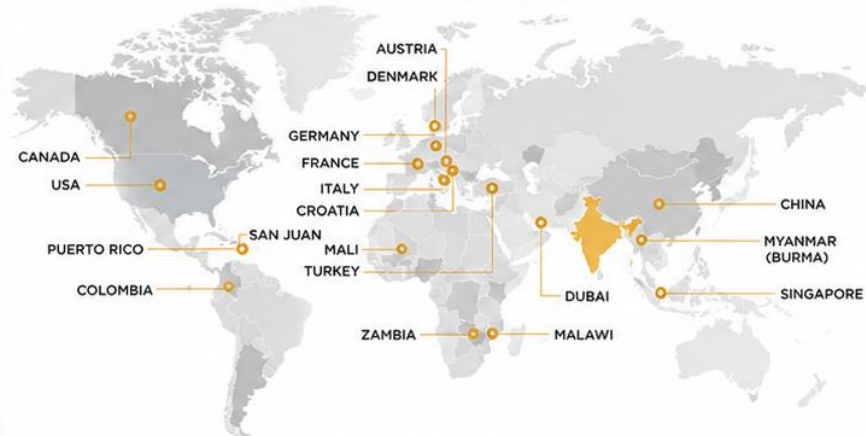 AUSTRIA
DENMARK
GERMANY
CANADA
FRANCE
USA
ITALY
CROATIA
CHINA
SAN JUAN
PUERTO RICO
MALI
MYANMAR
(BURMA)
TURKEY
COLOMBIA
DUBAI
SINGAPORE
ZAMBIA
MALAWI